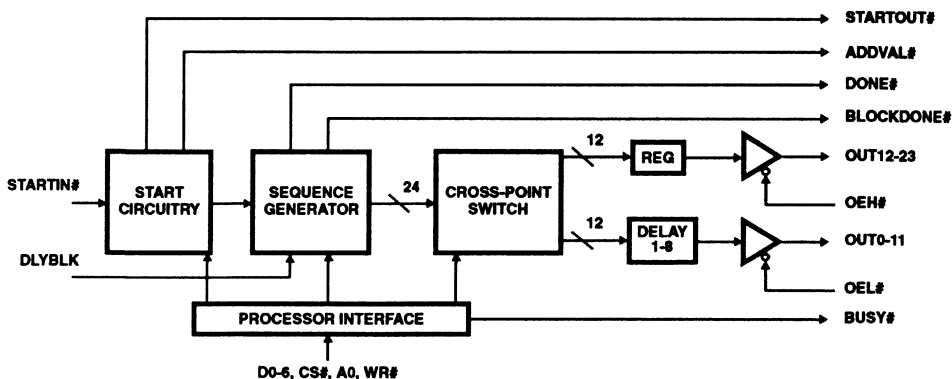 STARTOUT#
ADDVAL#
DONE#
BLOCKDONE#
12
REG
OUT12-23
STARTIN#
START
CIRCUITRY
SEQUENCE
GENERATOR
24
CROSS-POINT
SWITCH
OEH#
12
DELAY
1-8
OUT0-11
DLYBLK
OEL#
PROCESSOR INTERFACE
BUSY#
D0-6, CS#, A0, WR#